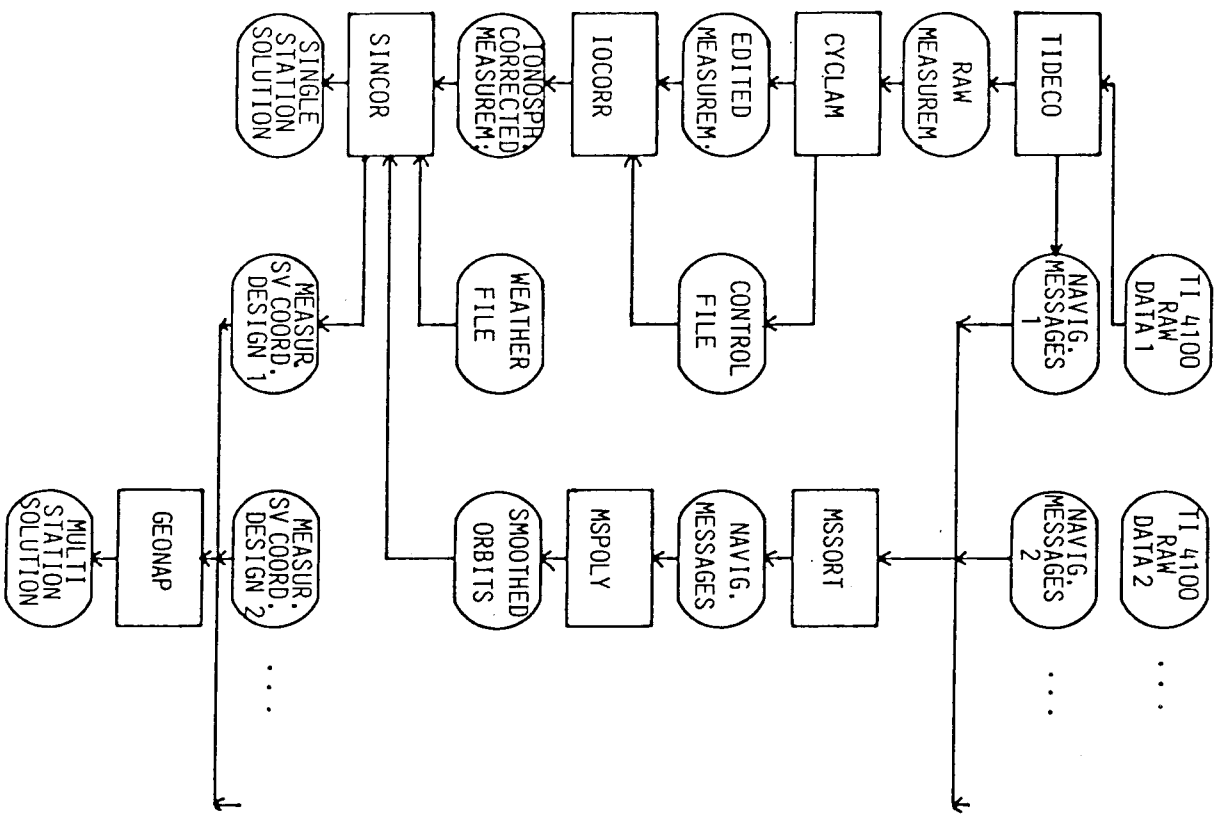 TI 4100
RAW
DATA 1
TI 4100
RAW
DATA 2
. . .
TIDECO
NAVIG.
MESSAGES
1
NAVIG.
MESSAGES
2
. . .
RAW
MEASUREM.
CYCLAM
MSSORT
EDITED
MEASUREM.
CONTROL
FILE
NAVIG.
MESSAGES
IOCORR
MSPOLY
IONOSPH.
CORRECTED
MEASUREM.
WEATHER
FILE
SMOOTHED
ORBITS
SINCOR
SINGLE
STATION
SOLUTION
MEASUR.
SV COORD.
DESIGN 1
MEASUR.
SV COORD.
DESIGN 2
. . .
GEONAP
MULTI
STATION
SOLUTION